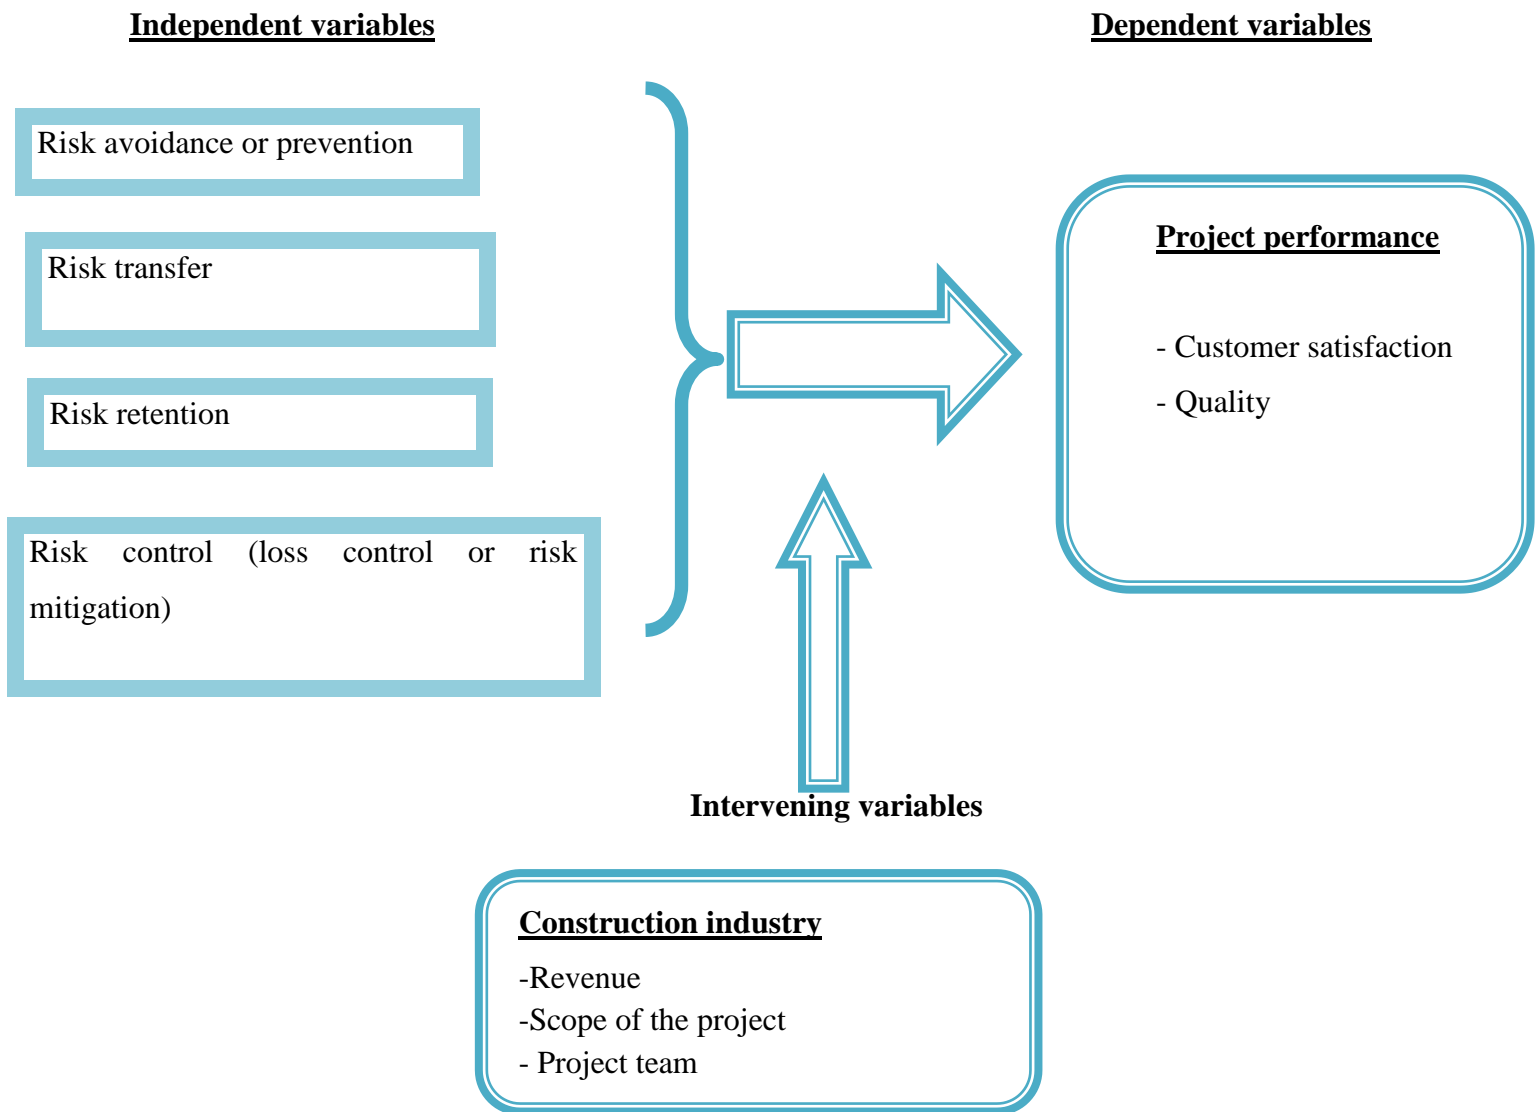 Independent variables
Dependent variables
Risk avoidance or prevention
Risk transfer
Risk retention
Risk control (loss control or risk
mitigation)
Project performance
- Customer satisfaction
- Quality
Intervening variables
Construction industry
-Revenue
-Scope of the project
- Project team